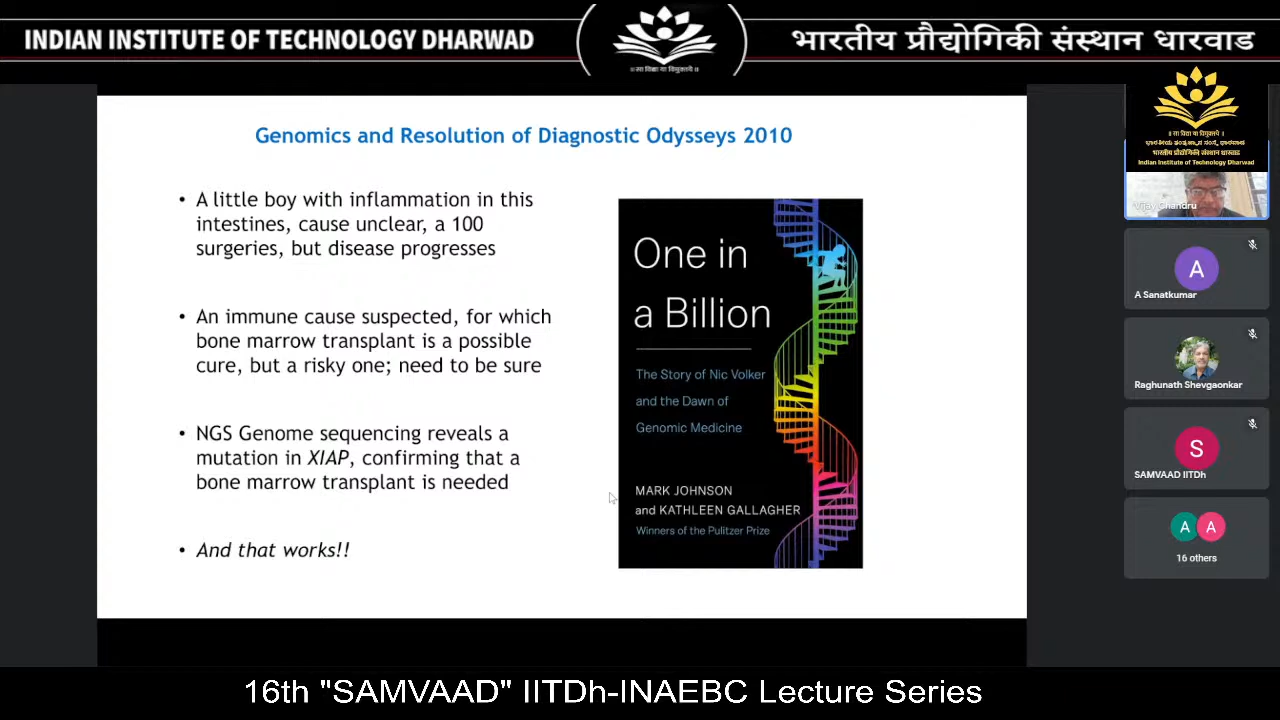 INDIAN INSTITUTE OF TECHNOLOGY DHARWAD
भारतीय प्रौद्योगिकी संस्थान धारवाड
Genomics and Resolution of Diagnostic Odysseys 2010
• A little boy with inflammation in this
intestines, cause unclear, a 100
surgeries, but disease progresses
• An immune cause suspected, for which
bone marrow transplant is a possible
cure, but a risky one; need to be sure
• NGS Genome sequencing reveals a
mutation in XIAP, confirming that a
bone marrow transplant is needed
• And that works!!
One in
a Billion
The Story of Nic Volker
and the Dawn of
Genomic Medicine
MARK JOHNSON
and KATHLEEN GALLAGHER
Winners of the Pulitzer Prize
भारतीय प्रौद्योगिकी संस्थान धारवाड
Indian Institute of Technology Dharwad
Vijay Chandru
A
A Sanatkumar
Raghunath Shevgaonkar
S
SAMVAAD IITDh
A A
16 others
16th "SAMVAAD" IITDh-INAEBC Lecture Series